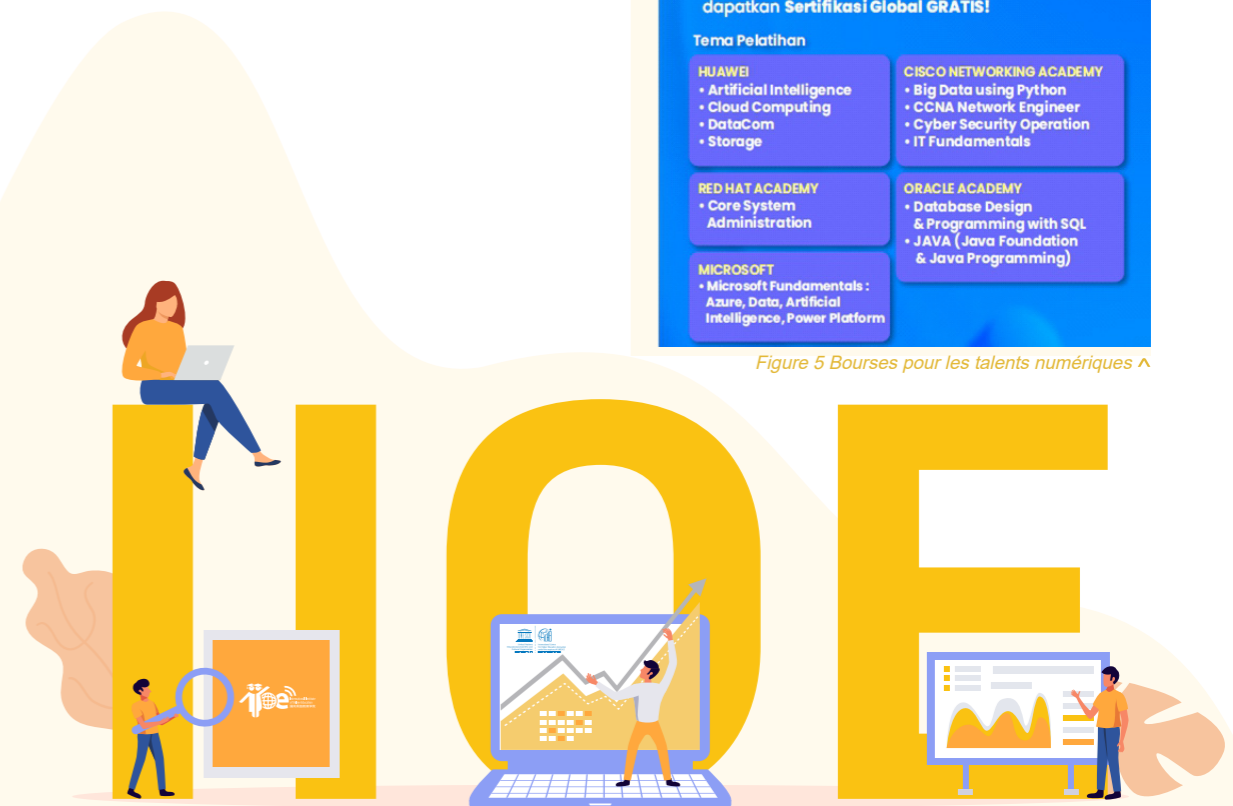 dapatkan Sertifikasi Global GRATIS!
Tema Pelatihan
HUAWEI
• Artificial Intelligence
• Cloud Computing
• DataCom
• Storage
CISCO NETWORKING ACADEMY
• Big Data using Python
• CCNA Network Engineer
• Cyber Security Operation
• IT Fundamentals
RED HAT ACADEMY
• Core System
Administration
ORACLE ACADEMY
• Database Design
& Programming with SQL
• JAVA (Java Foundation
& Java Programming)
MICROSOFT
• Microsoft Fundamentals :
Azure, Data, Artificial
Intelligence, Power Platform
Figure 5 Bourses pour les talents numériques ^
IIOE